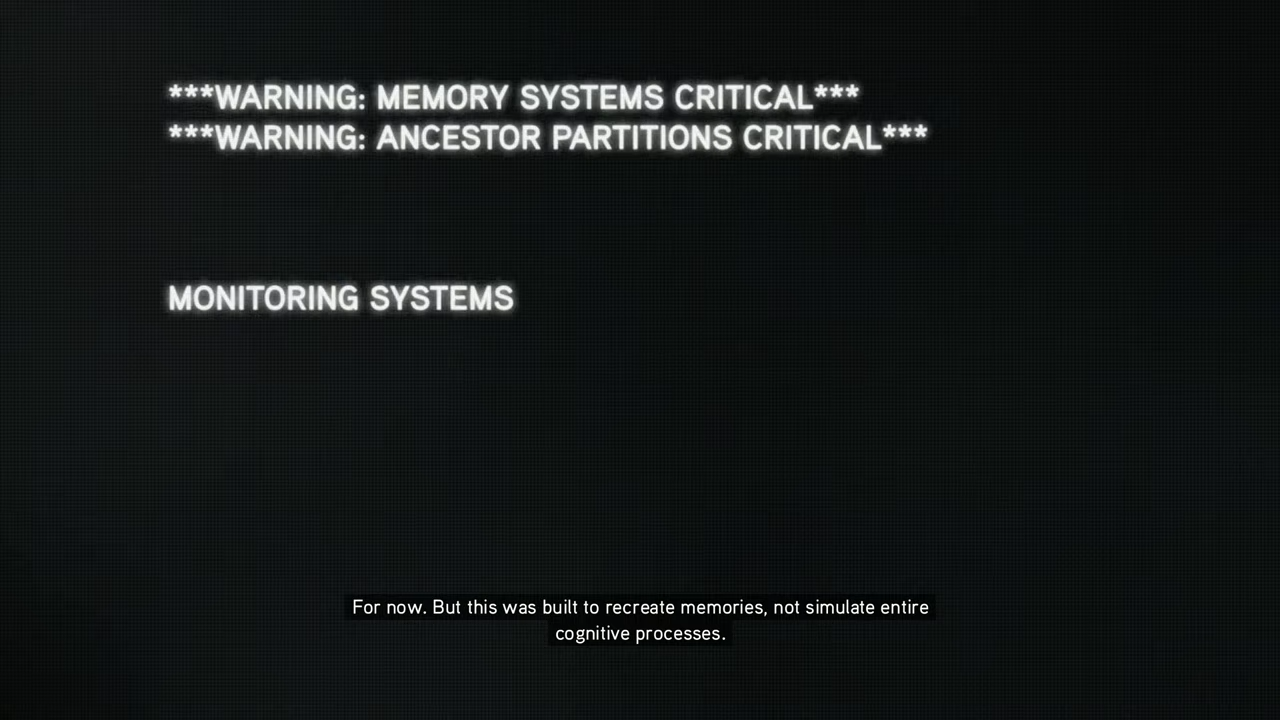 ***WARNING: MEMORY SYSTEMS CRITICAL***
***WARNING: ANCESTOR PARTITIONS CRITICAL***
MONITORING SYSTEMS
For now. But this was built to recreate memories, not simulate entire
cognitive processes.